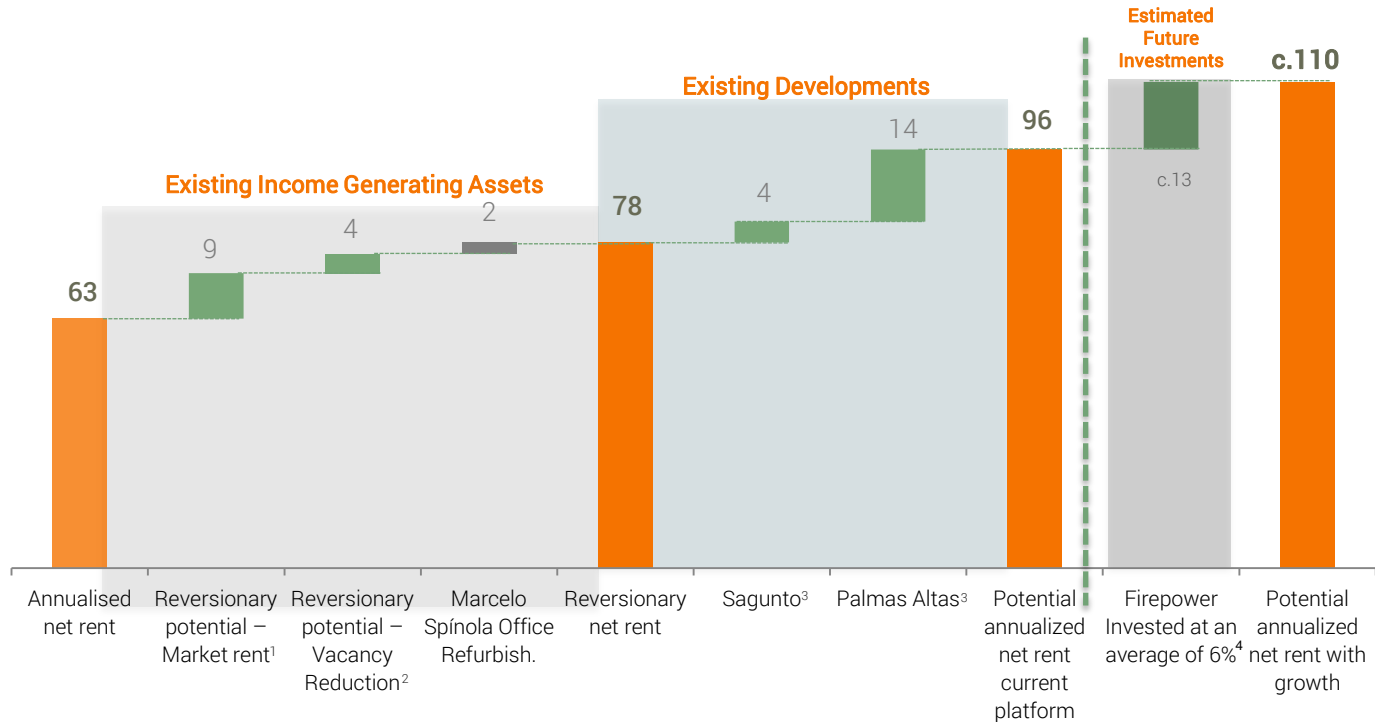 Estimated
Future
Investments
c.110
Existing Developments
14
96
Existing Income Generating Assets
c.13
4
78
2
4
9
63
Annualised
net rent
Reversionary
potential –
Market rent¹
Reversionary
potential –
Vacancy
Reduction²
Marcelo
Spínola Office
Refurbish.
Reversionary
net rent
Sagunto³
Palmas Altas³
Potential
annualized
net rent
current
platform
Firepower
Invested at an
average of 6%⁴
Potential
annualized
net rent with
growth